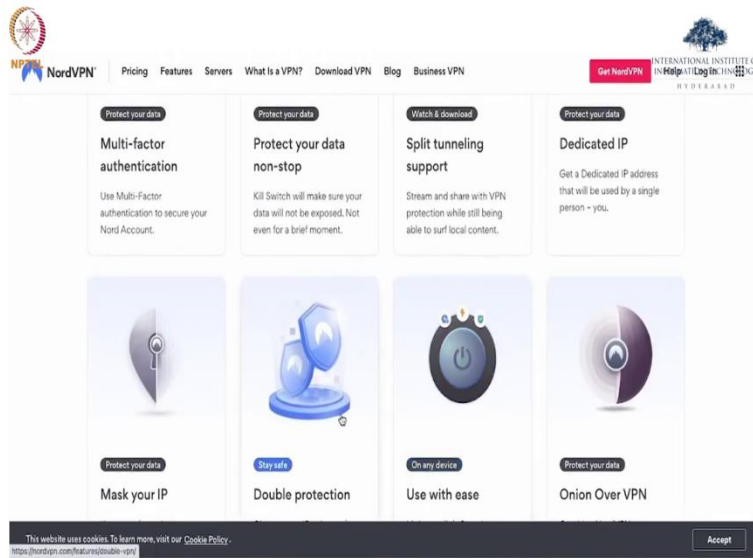 NPTEL
NordVPN®
Pricing Features Servers What Is a VPN? Download VPN Blog Business VPN
Get NordVPN
Help Log In
INTERNATIONAL INSTITUTE O
HYDERABAD
Protect your data
Multi-factor
authentication
Use Multi-Factor
authentication to secure your
Nord Account.
Protect your data
Protect your data
non-stop
Kill Switch will make sure your
data will not be exposed. Not
even for a brief moment.
Watch & download
Split tunneling
support
Stream and share with VPN
protection while still being
able to surf local content.
Protect your data
Dedicated IP
Get a Dedicated IP address
that will be used by a single
person – you.
Protect your data
Mask your IP
Stay safe
Double protection
On any device
Use with ease
Protect your data
Onion Over VPN
This website uses cookies. To learn more, visit our Cookie Policy.
Accept
https://nordvpn.com/features/double-vpn/